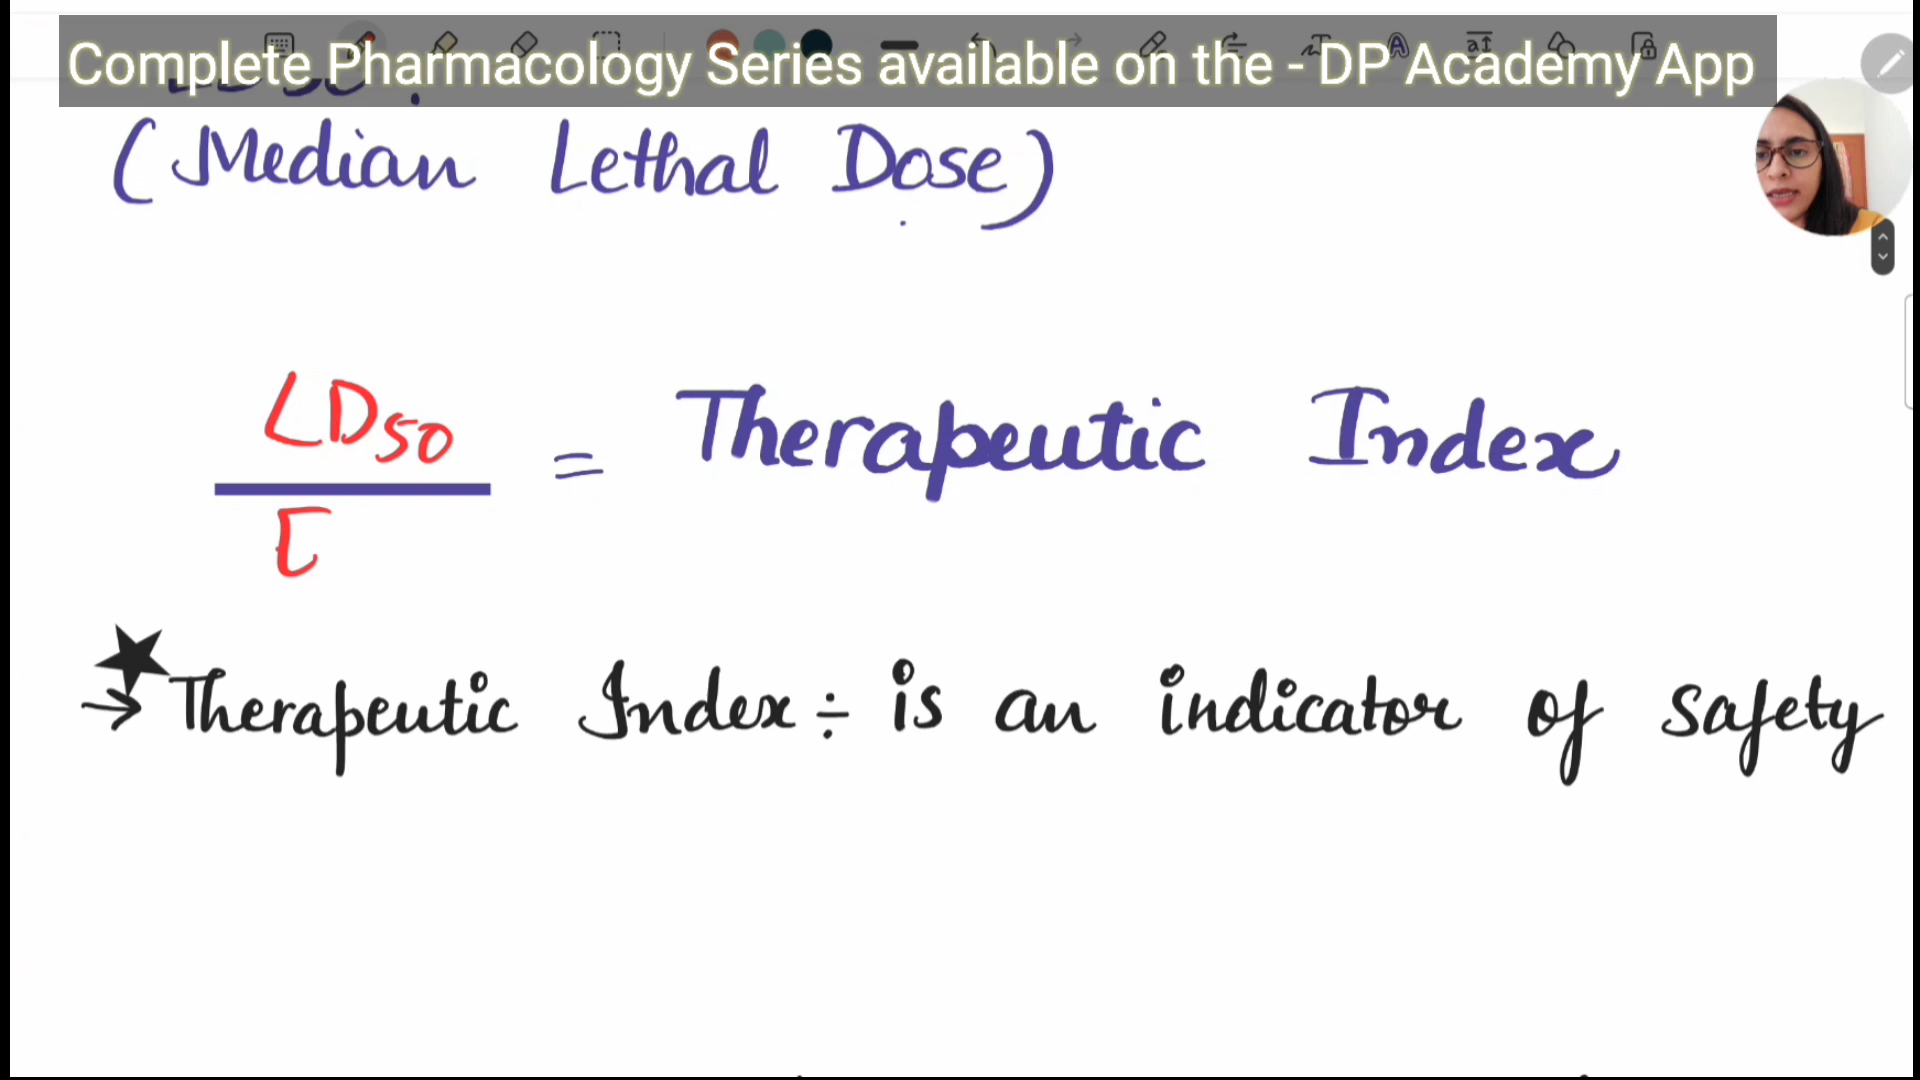 Complete Pharmacology Series available on the - DP Academy App
(Median Lethal Dose)
LD50
= Therapeutic Index
→ Therapeutic Index ÷ is an indicator of safety